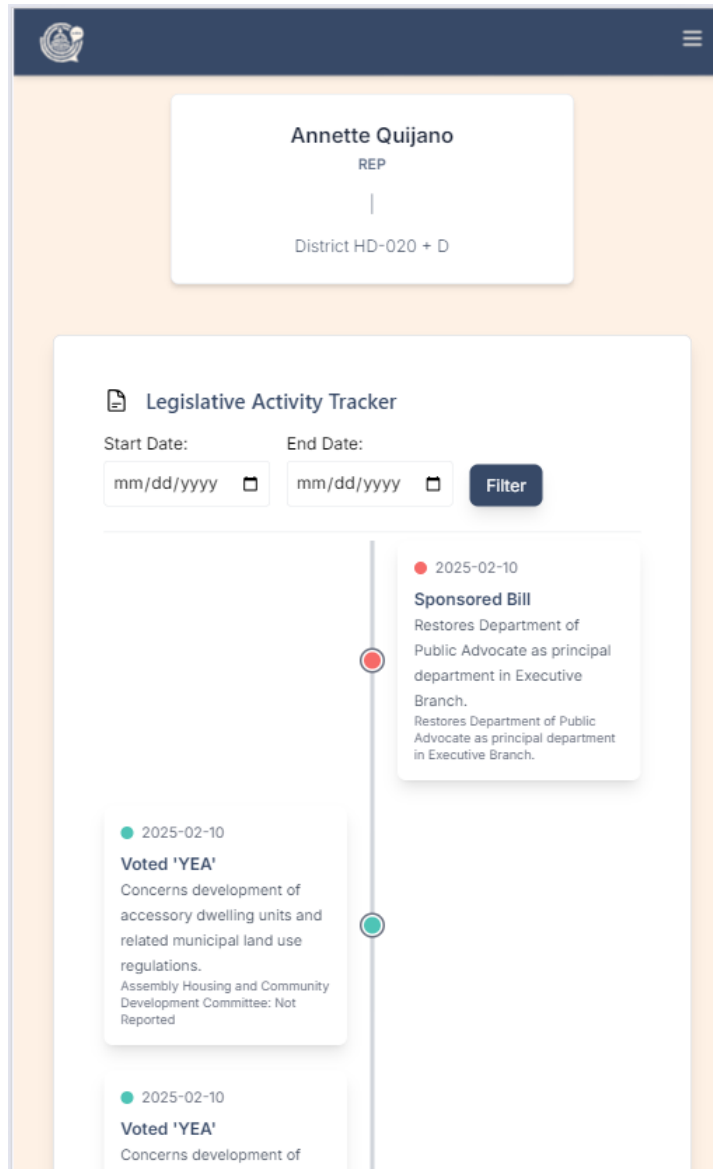 Annette Quijano
REP
|
District HD-020 + D
Legislative Activity Tracker
Start Date:
End Date:
mm/dd/yyyy
mm/dd/yyyy
Filter
2025-02-10
Sponsored Bill
Restores Department of
Public Advocate as principal
department in Executive
Branch.
Restores Department of Public
Advocate as principal department
in Executive Branch.
2025-02-10
Voted 'YEA'
Concerns development of
accessory dwelling units and
related municipal land use
regulations.
Assembly Housing and Community
Development Committee: Not
Reported
2025-02-10
Voted 'YEA'
Concerns development of